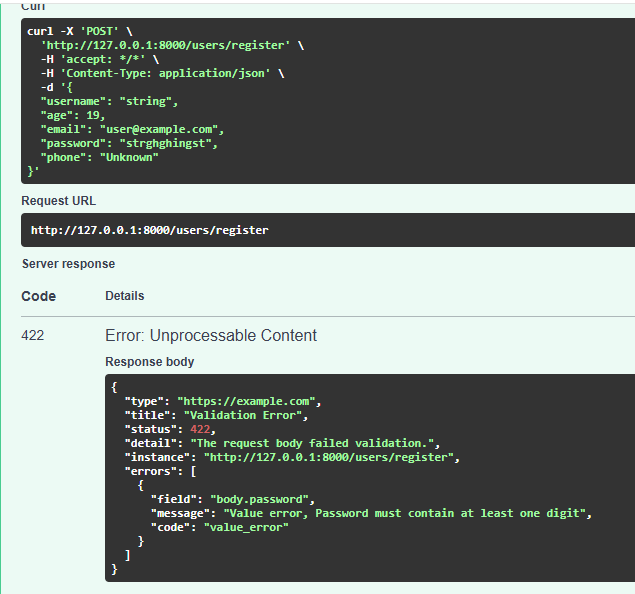 Curl
curl -X 'POST' \
  'http://127.0.0.1:8000/users/register' \
  -H 'accept: */*' \
  -H 'Content-Type: application/json' \
  -d '{
  "username": "string",
  "age": 19,
  "email": "user@example.com",
  "password": "strghghingst",
  "phone": "Unknown"
}'
Request URL
http://127.0.0.1:8000/users/register
Server response
Code Details
422 Error: Unprocessable Content
Response body
{
  "type": "https://example.com",
  "title": "Validation Error",
  "status": 422,
  "detail": "The request body failed validation.",
  "instance": "http://127.0.0.1:8000/users/register",
  "errors": [
    {
      "field": "body.password",
      "message": "Value error, Password must contain at least one digit",
      "code": "value_error"
    }
  ]
}